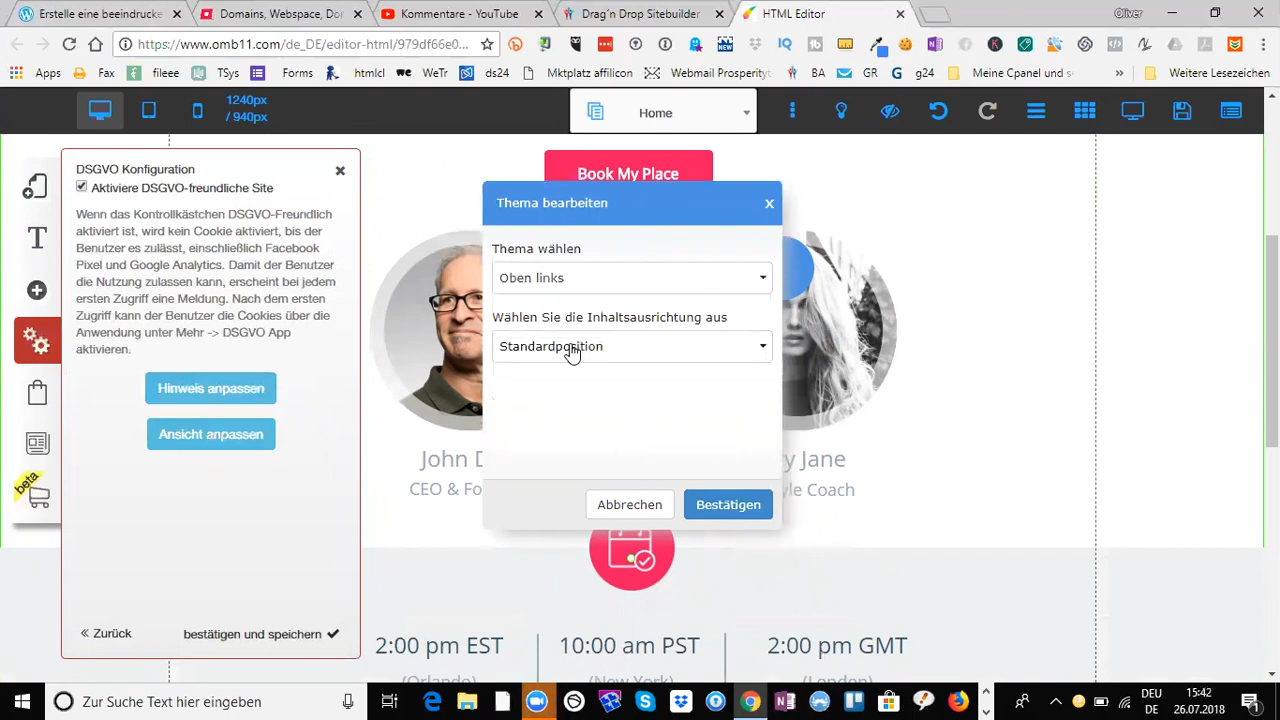 Erstelle eine beeindrucke
Domains, Webspace, Dor
Kommentare - YouTube
Drag´n Drop Sitebuilder
HTML Editor
Oliver
https://www.omb11.com/de_DE/editor-html/979df66e0...
Apps
Fax
fileee
TSys
Forms
htmlcl
WeTr
ds24
Mktplatz affilicon
Webmail Prosperity
BA
GR
g24
Meine Cpanel und s
»
Weitere Lesezeichen
1240px
/ 940px
Home
DSGVO Konfiguration
Aktiviere DSGVO-freundliche Site
Wenn das Kontrollkästchen DSGVO-Freundlich
aktiviert ist, wird kein Cookie aktiviert, bis der
Benutzer es zulässt, einschließlich Facebook
Pixel und Google Analytics. Damit der Benutzer
die Nutzung zulassen kann, erscheint bei jedem
ersten Zugriff eine Meldung. Nach dem ersten
Zugriff kann der Benutzer die Cookies über die
Anwendung unter Mehr -> DSGVO App
aktivieren.
Hinweis anpassen
Ansicht anpassen
« Zurück
bestätigen und speichern
beta
Book My Place
Thema bearbeiten
x
Thema wählen
Oben links
Wählen Sie die Inhaltsausrichtung aus
Standardposition
Abbrechen
Bestätigen
John D
CEO & Fo
y Jane
yle Coach
2:00 pm EST
10:00 am PST
2:00 pm GMT
(Orlando)
(New York)
(London)
Zur Suche Text hier eingeben
DEU
DE
15:42
26.07.2018